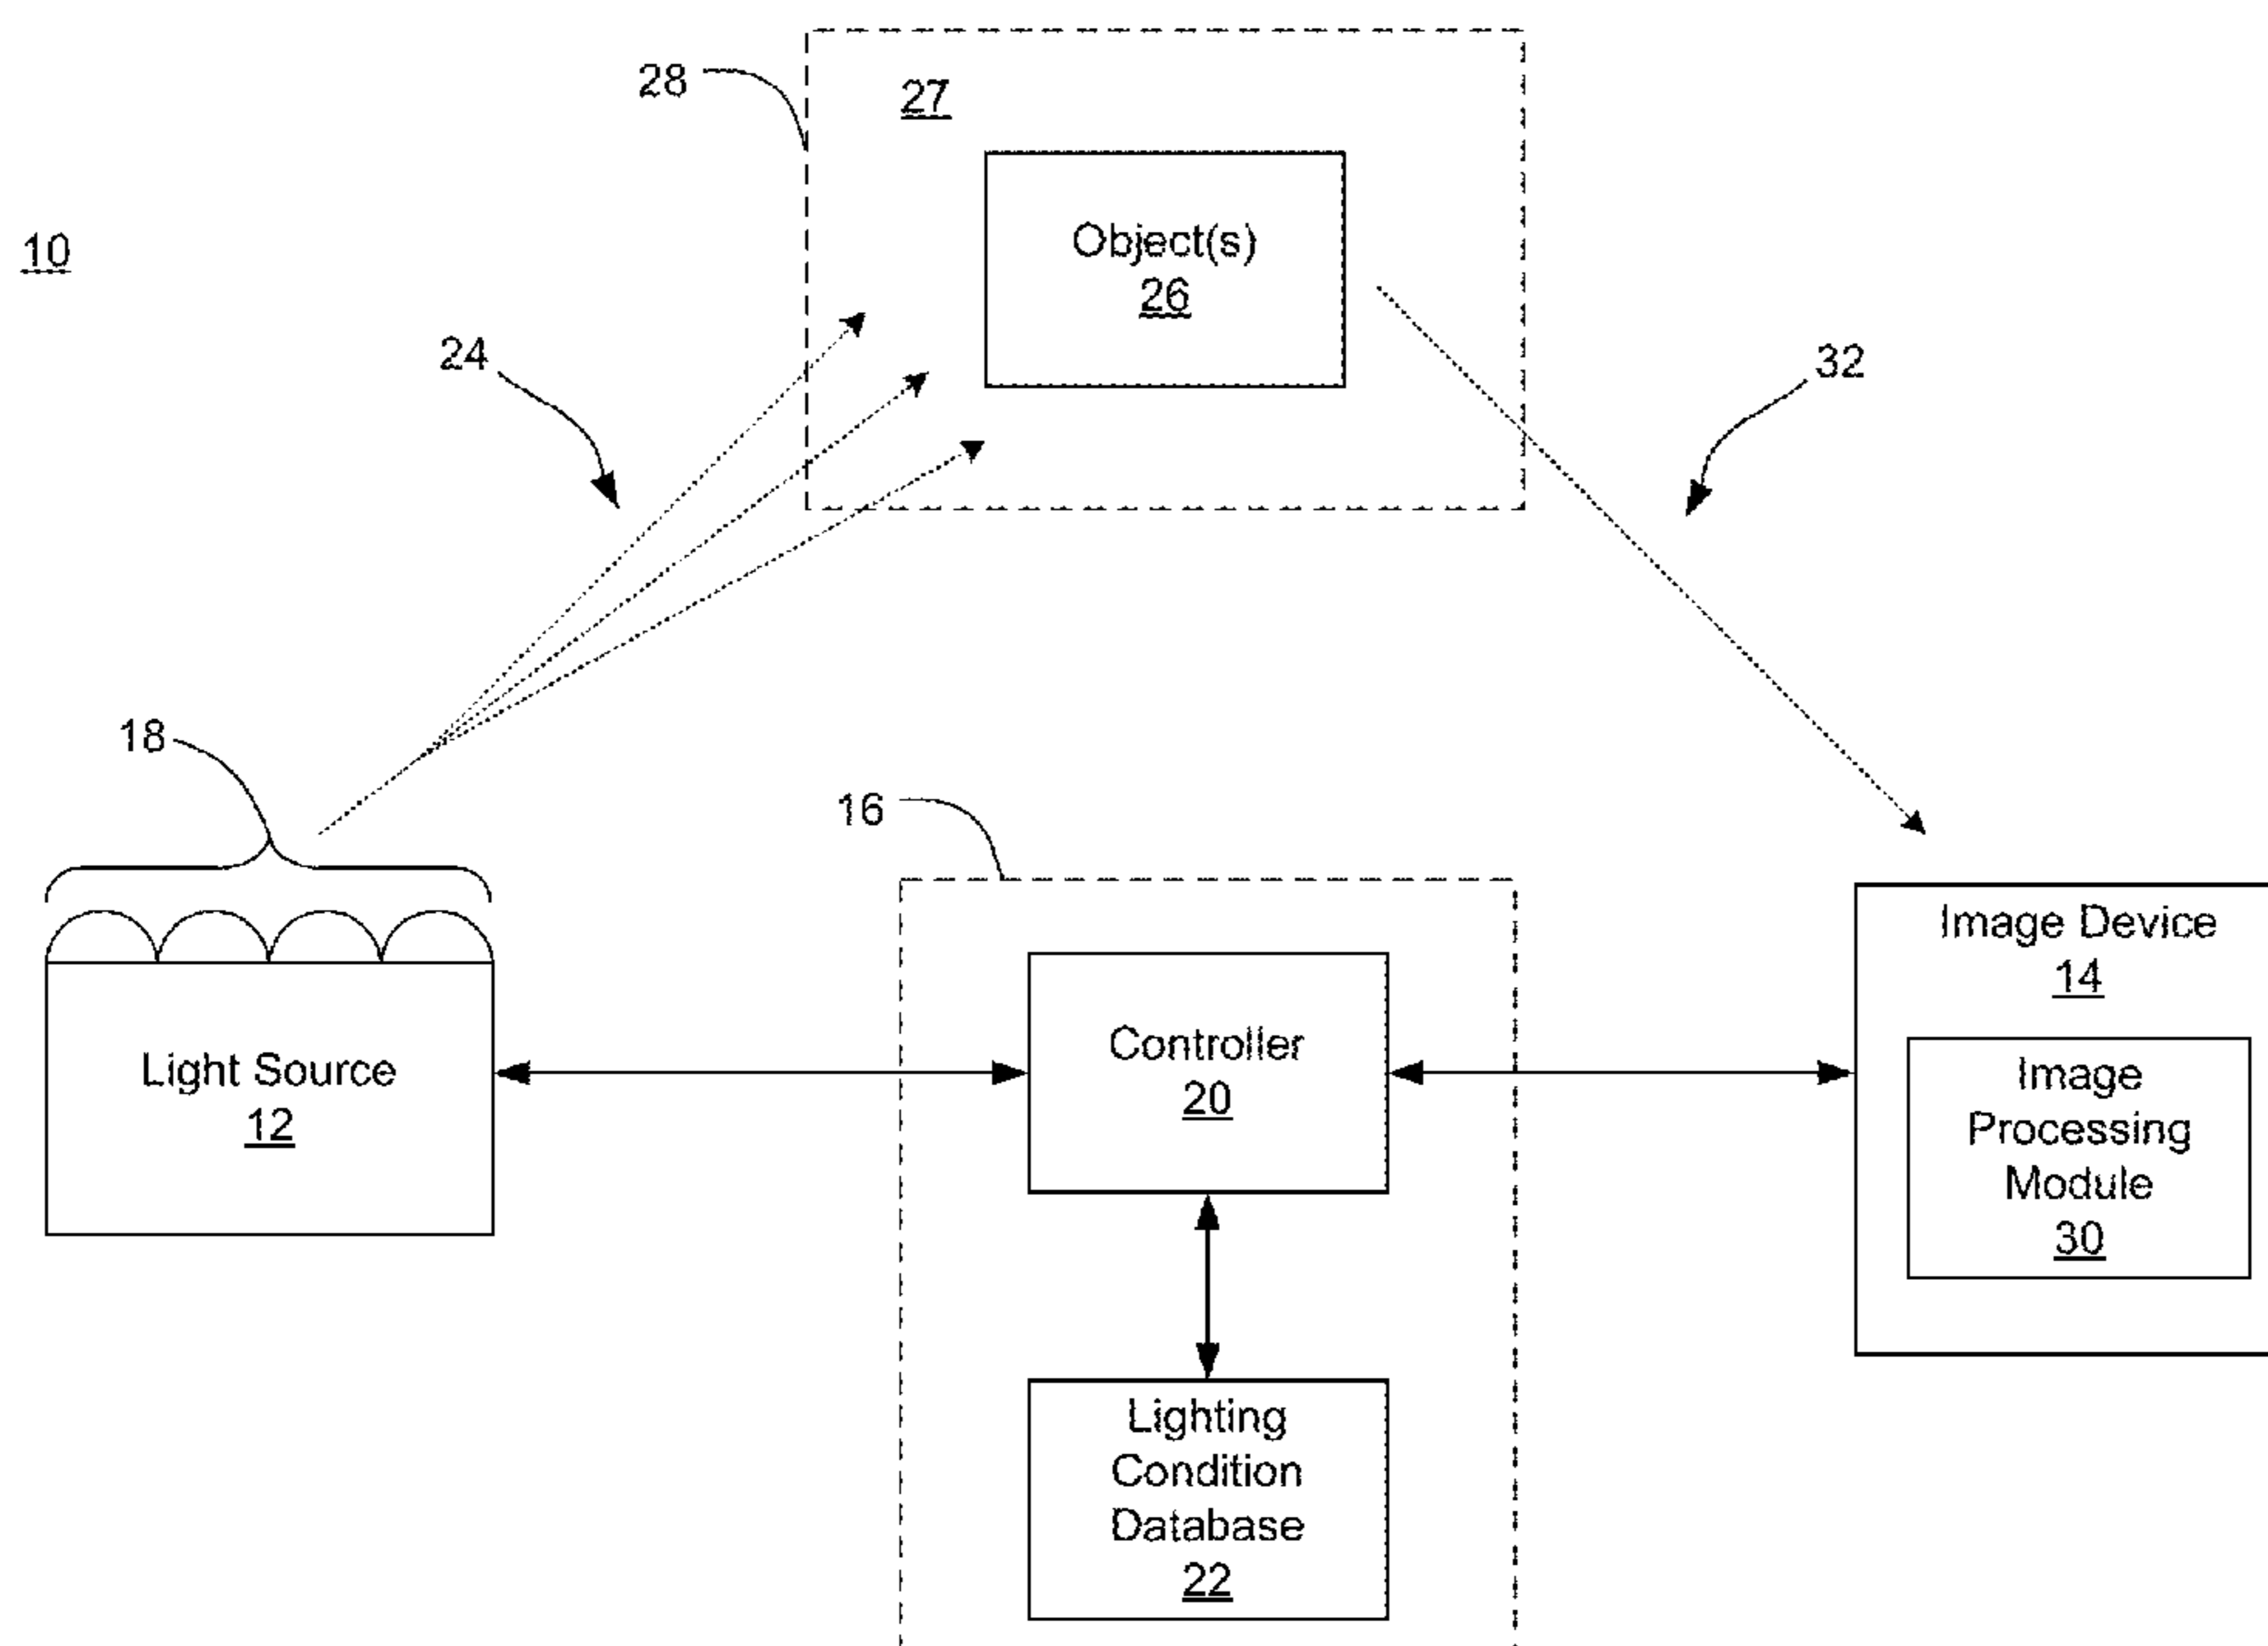 28
27
10
Object(s)
26
24
32
18
16
Image Device
14
Light Source
12
Controller
20
Image
Processing
Module
30
Lighting
Condition
Database
22